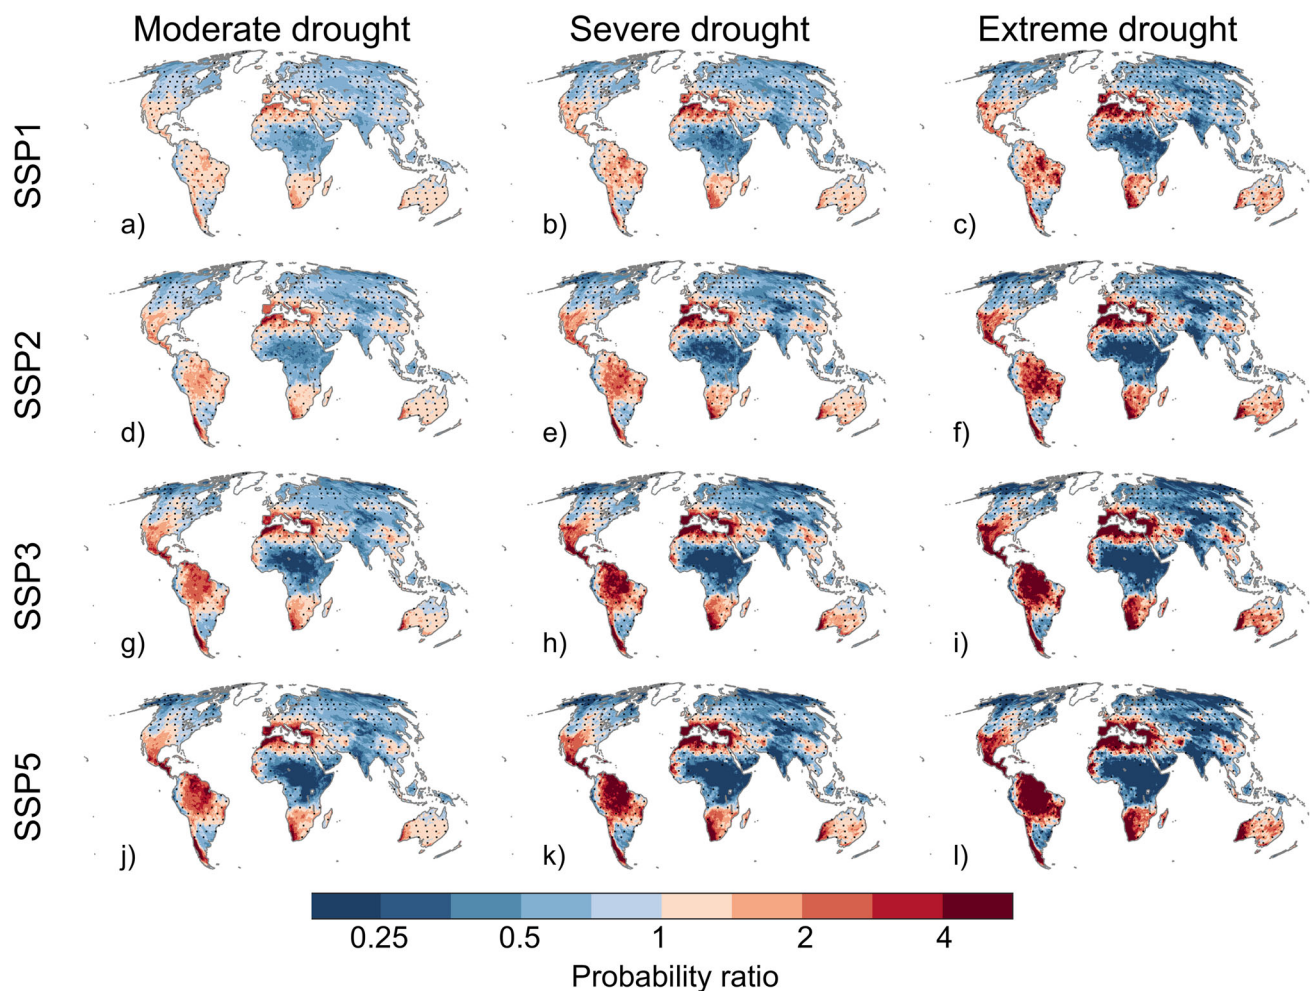 Moderate drought Severe drought Extreme drought
SSP1
a) b) c)
SSP2
d) e) f)
SSP3
g) h) i)
SSP5
j) k) l)
0.25 0.5 1 2 4
Probability ratio